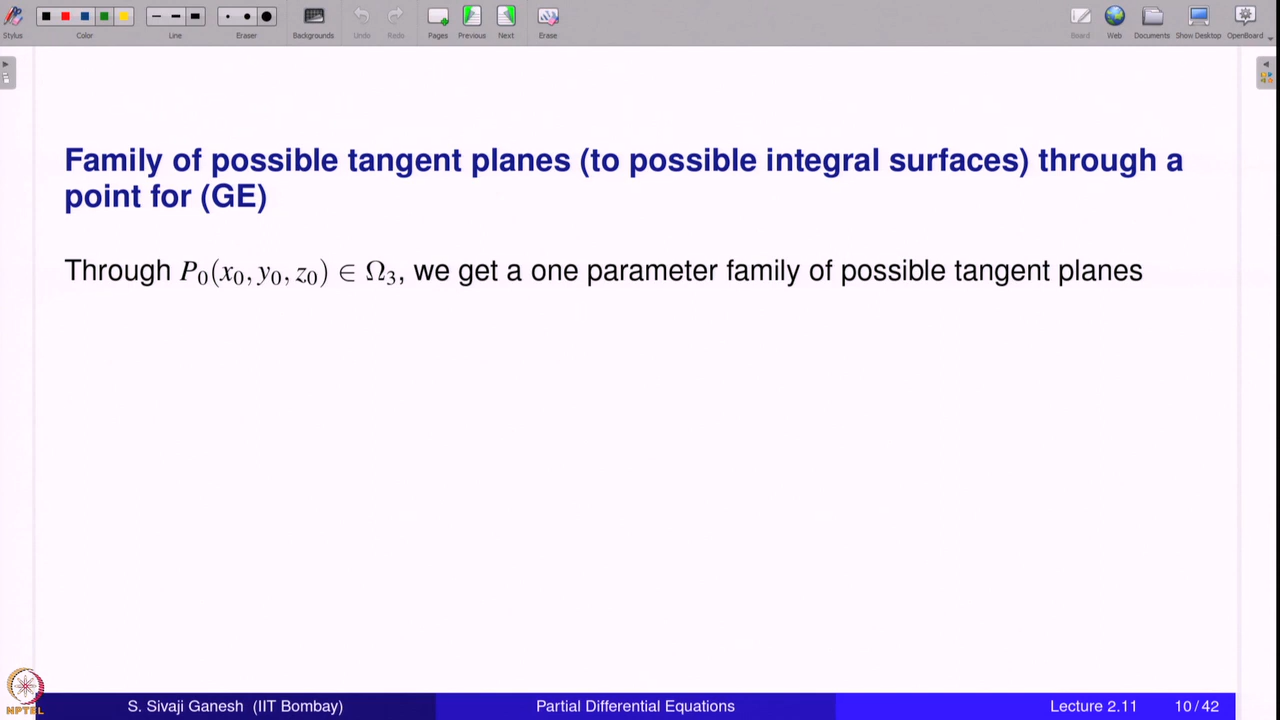 Stylus Color Line Eraser Backgrounds Undo Redo Pages Previous Next Erase Board Web Documents Show Desktop OpenBoard
Family of possible tangent planes (to possible integral surfaces) through a
point for (GE)
Through P₀(x₀, y₀, z₀) ∈ Ω₃, we get a one parameter family of possible tangent planes
NPTEL
S. Sivaji Ganesh (IIT Bombay) Partial Differential Equations Lecture 2.11 10/42